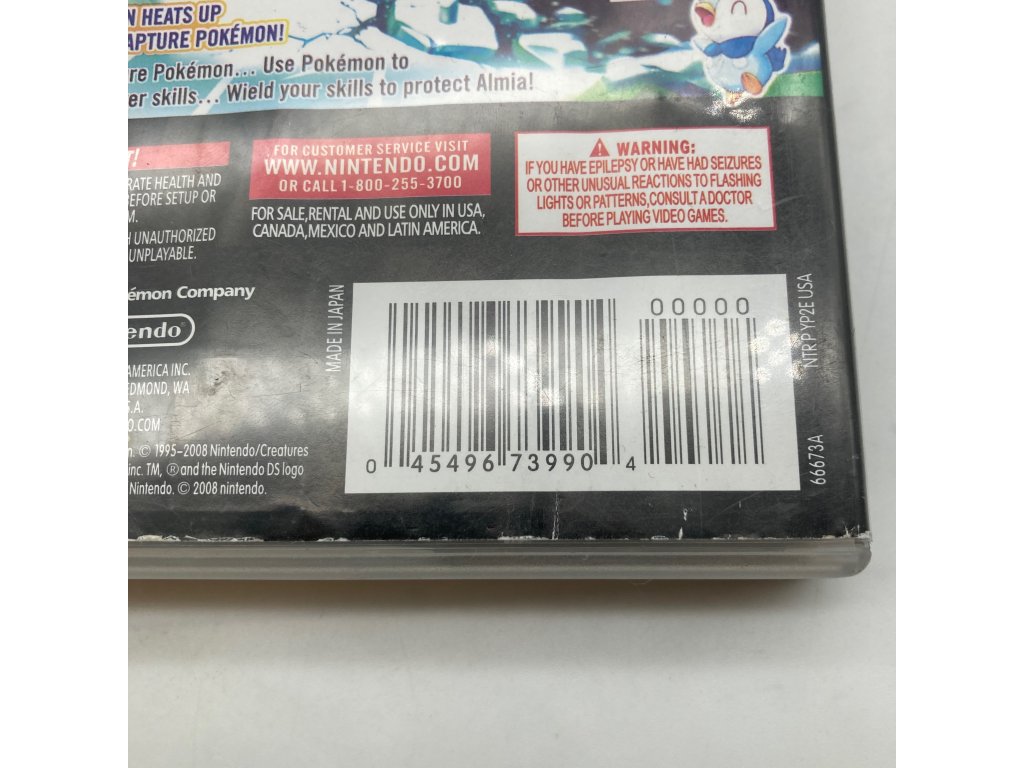 N HEATS UP
APTURE POKÉMON!
re Pokémon... Use Pokémon to
er skills... Wield your skills to protect Almia!
T!
RATE HEALTH AND
EFORE SETUP OR
M.
H UNAUTHORIZED
UNPLAYABLE.
FOR CUSTOMER SERVICE VISIT
WWW.NINTENDO.COM
OR CALL 1-800-255-3700
FOR SALE, RENTAL AND USE ONLY IN USA,
CANADA, MEXICO AND LATIN AMERICA.
WARNING:
IF YOU HAVE EPILEPSY OR HAVE HAD SEIZURES
OR OTHER UNUSUAL REACTIONS TO FLASHING
LIGHTS OR PATTERNS, CONSULT A DOCTOR
BEFORE PLAYING VIDEO GAMES.
émon Company
endo®
AMERICA INC.
EDMOND, WA
S.A.
O.COM
n. © 1995-2008 Nintendo/Creatures
inc. TM, ® and the Nintendo DS logo
Nintendo. © 2008 nintendo.
MADE IN JAPAN
00000
0 45496 73990 4
NTR P YP2E USA
66673A